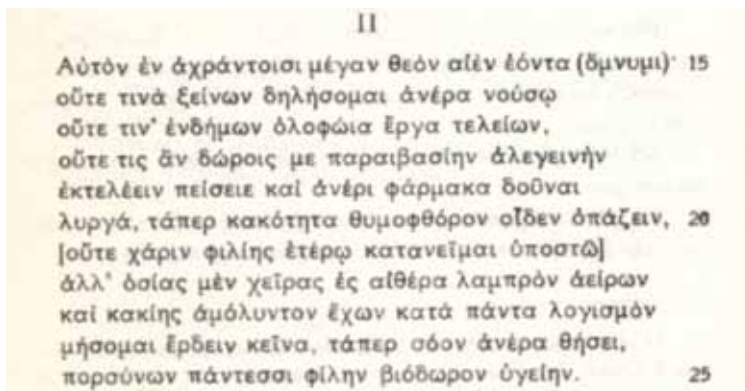 II
Αὐτὸν ἐν ἀχράντοισι μέγαν θεὸν αἰὲν ἐόντα (ὄμνυμι)· 15
οὔτε τινὰ ξείνων δηλήσομαι ἀνέρα νούσῳ
οὔτε τιν' ἐνδήμων ὀλοφώια ἔργα τελείων,
οὔτε τις ἂν δώροις με παραιβασίην ἀλεγεινὴν
ἐκτελέειν πείσειε καὶ ἀνέρι φάρμακα δοῦναι
λυργά, τάπερ κακότητα θυμοφθόρον οἶδεν ὀπάζειν, 20
[οὔτε χάριν φιλίης ἑτέρῳ κατανεῖμαι ὑποστῶ]
ἀλλ' ὁσίας μὲν χεῖρας ἐς αἰθέρα λαμπρὸν ἀείρων
καὶ κακίης ἀμόλυντον ἔχων κατὰ πάντα λογισμὸν
μήσομαι ἔρδειν κεῖνα, τάπερ σόον ἀνέρα θήσει,
πορσύνων πάντεσσι φίλην βιόδωρον ὑγείην. 25